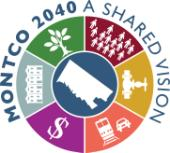 MONTCO 2040 A SHARED VISION
$